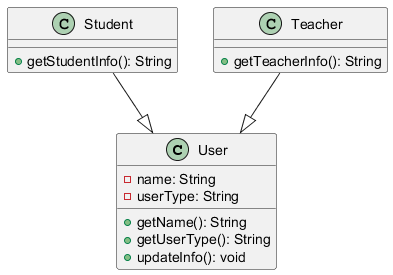 C Student
getStudentInfo(): String
C Teacher
getTeacherInfo(): String
C User
name: String
userType: String
getName(): String
getUserType(): String
updateInfo(): void